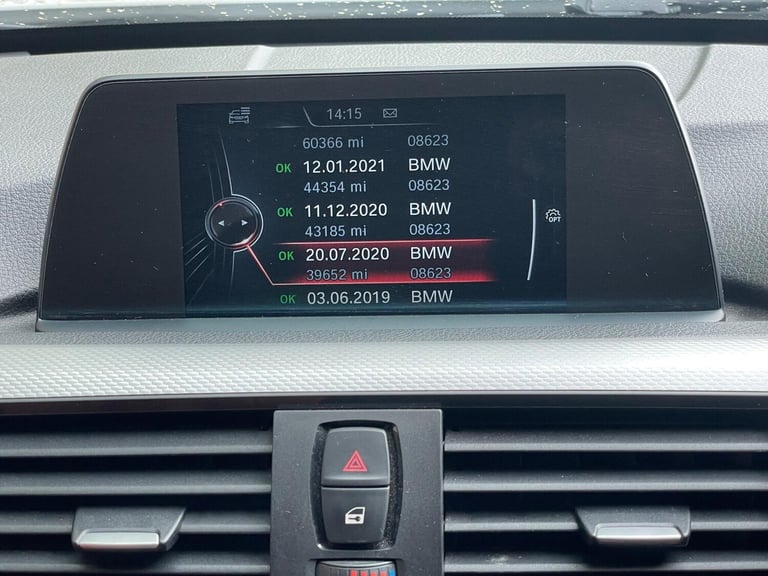 14:15
60366 mi 08623
OK 12.01.2021 BMW
44354 mi 08623
OK 11.12.2020 BMW
43185 mi 08623
OK 20.07.2020 BMW
39652 mi 08623
OK 03.06.2019 BMW
OPT